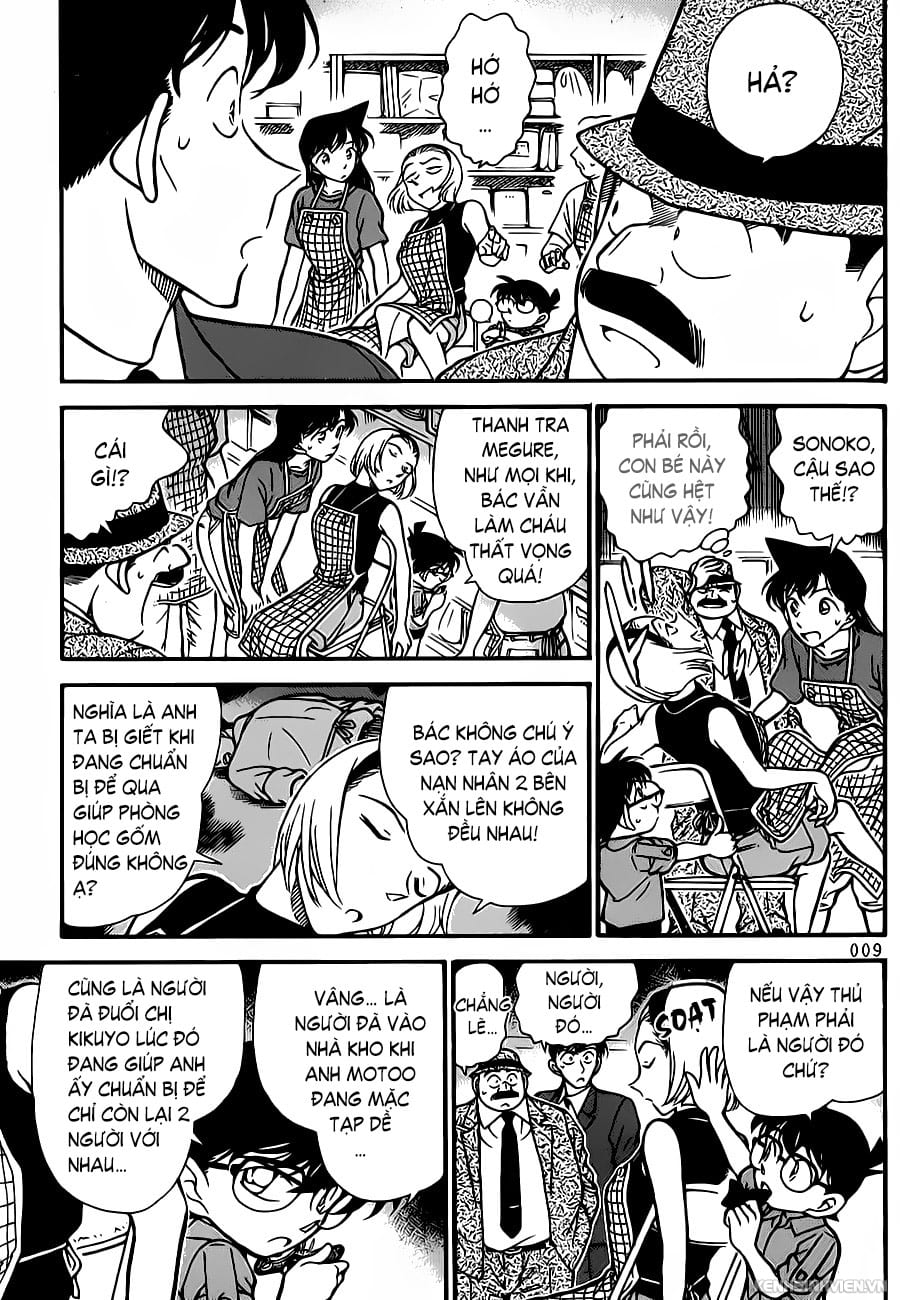 HẢ?
HỚ
HỚ
...
SONOKO,
CẬU SAO
THẾ!?
PHẢI RỒI,
CON BÉ NÀY
CŨNG HỆT
NHƯ VẬY!
THANH TRA
MEGURE,
NHƯ MỌI KHI,
BÁC VẪN
LÀM CHÁU
THẤT VỌNG
QUÁ!
CÁI
GÌ!?
BÁC KHÔNG CHÚ Ý
SAO? TAY ÁO CỦA
NẠN NHÂN 2 BÊN
XẮN LÊN KHÔNG
ĐỀU NHAU!
NGHĨA LÀ ANH
TA BỊ GIẾT KHI
ĐANG CHUẨN
BỊ ĐỂ QUA
GIÚP PHÒNG
HỌC GỐM
ĐÚNG KHÔNG
Ạ?
009
NẾU VẬY THỦ
PHẠM PHẢI
LÀ NGƯỜI ĐÓ
CHỨ?
SOẠT
NGƯỜI,
NGƯỜI
ĐÓ...
CHẲNG
LẼ...
VÂNG... LÀ
NGƯỜI ĐÃ VÀO
NHÀ KHO KHI
ANH MOTOO
ĐANG MẶC
TẠP DỀ
...
CŨNG LÀ NGƯỜI
ĐÃ ĐUỔI CHỊ
KIKUYO LÚC ĐÓ
ĐANG GIÚP ANH
ẤY CHUẨN BỊ ĐỂ
CHỈ CÒN LẠI 2
NGƯỜI VỚI
NHAU...